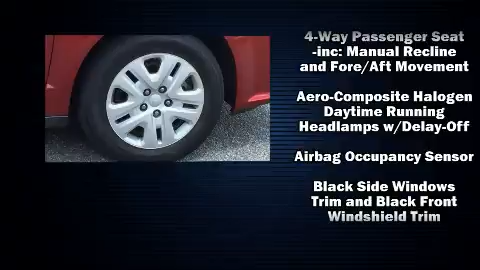 4-Way Passenger Seat
-inc: Manual Recline
and Fore/Aft Movement
Aero-Composite Halogen
Daytime Running
Headlamps w/Delay-Off
Airbag Occupancy Sensor
Black Side Windows
Trim and Black Front
Windshield Trim